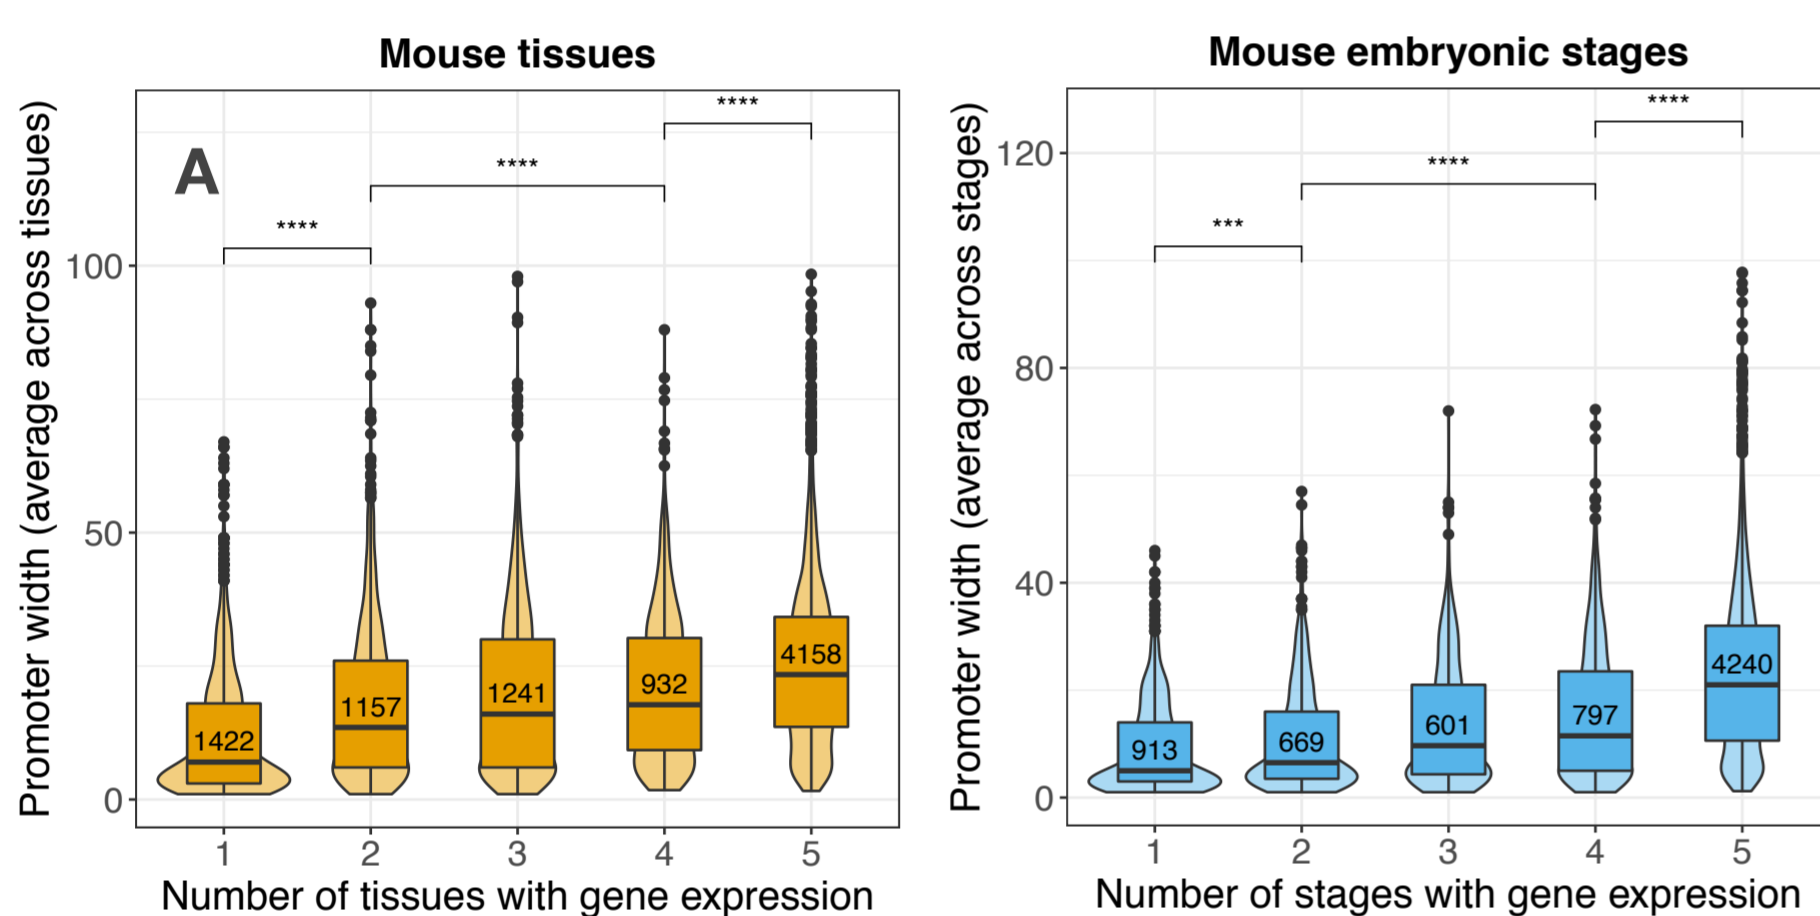 Mouse tissues
A
Promoter width (average across tissues)
100
50
0
****
****
****
1422
1157
1241
932
4158
1 2 3 4 5
Number of tissues with gene expression
Mouse embryonic stages
Promoter width (average across stages)
120
80
40
0
***
****
****
913
669
601
797
4240
1 2 3 4 5
Number of stages with gene expression